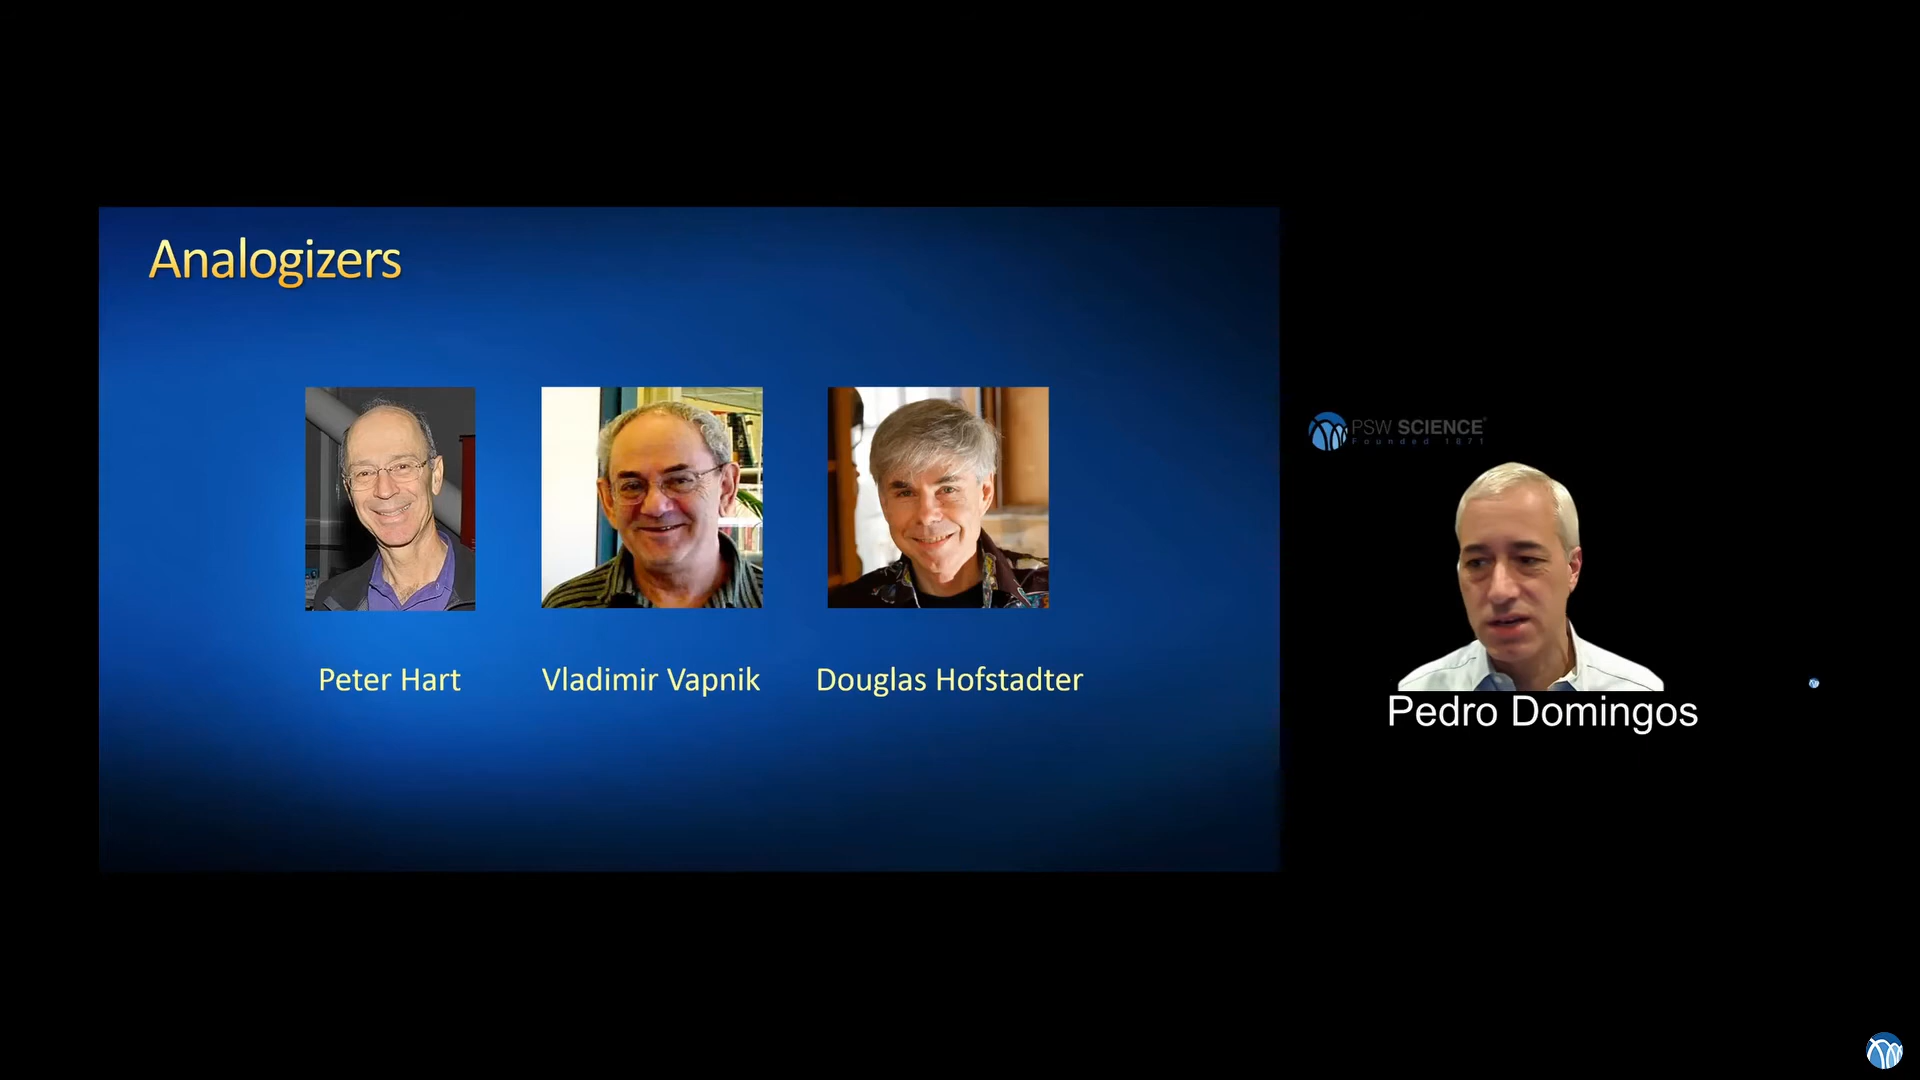 Analogizers
Peter Hart
Vladimir Vapnik
Douglas Hofstadter
PSW SCIENCE®
Founded 1871
Pedro Domingos